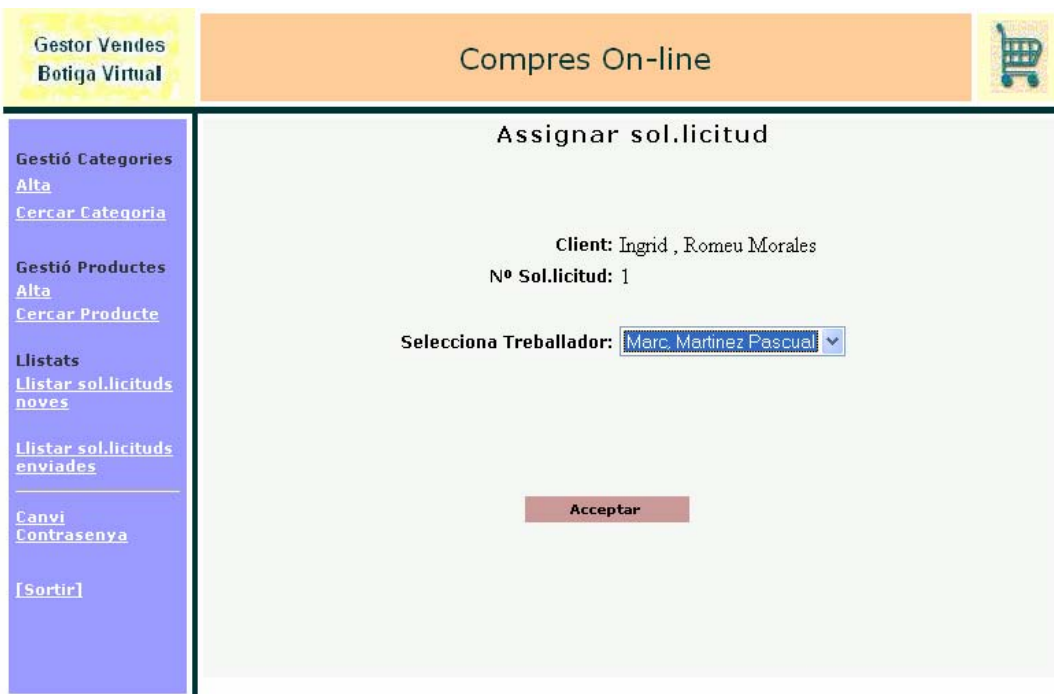 Gestor Vendes
Botiga Virtual
Compres On-line
Gestió Categories
Alta
Cercar Categoria
Gestió Productes
Alta
Cercar Producte
Llistats
Llistar sol.licituds
noves
Llistar sol.licituds
enviades
Canvi
Contrasenya
[Sortir]
Assignar sol.licitud
Client: Ingrid , Romeu Morales
Nº Sol.licitud: 1
Selecciona Treballador: Marc, Martinez Pascual
Acceptar